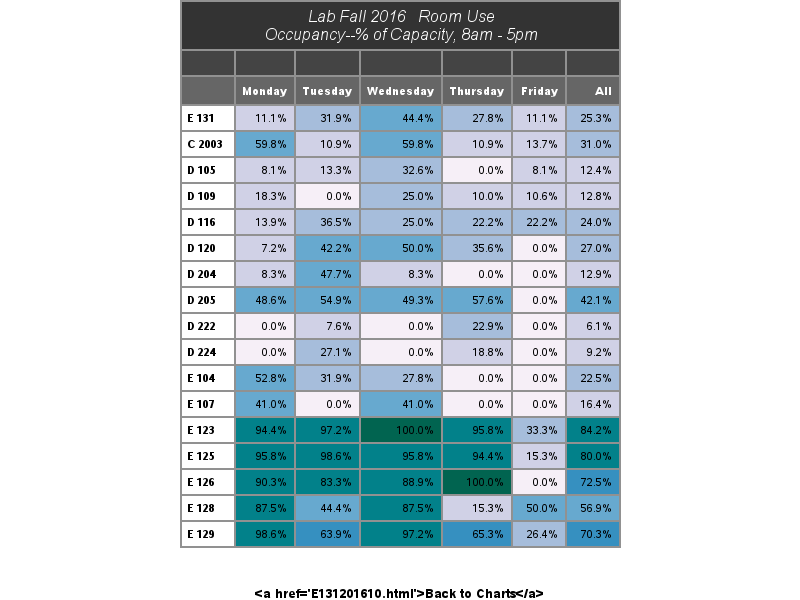 Lab Fall 2016 Room Use
Occupancy--% of Capacity, 8am - 5pm
Monday Tuesday Wednesday Thursday Friday All
E 131 11.1% 31.9% 44.4% 27.8% 11.1% 25.3%
C 2003 59.8% 10.9% 59.8% 10.9% 13.7% 31.0%
D 105 8.1% 13.3% 32.6% 0.0% 8.1% 12.4%
D 109 18.3% 0.0% 25.0% 10.0% 10.6% 12.8%
D 116 13.9% 36.5% 25.0% 22.2% 22.2% 24.0%
D 120 7.2% 42.2% 50.0% 35.6% 0.0% 27.0%
D 204 8.3% 47.7% 8.3% 0.0% 0.0% 12.9%
D 205 48.6% 54.9% 49.3% 57.6% 0.0% 42.1%
D 222 0.0% 7.6% 0.0% 22.9% 0.0% 6.1%
D 224 0.0% 27.1% 0.0% 18.8% 0.0% 9.2%
E 104 52.8% 31.9% 27.8% 0.0% 0.0% 22.5%
E 107 41.0% 0.0% 41.0% 0.0% 0.0% 16.4%
E 123 94.4% 97.2% 100.0% 95.8% 33.3% 84.2%
E 125 95.8% 98.6% 95.8% 94.4% 15.3% 80.0%
E 126 90.3% 83.3% 88.9% 100.0% 0.0% 72.5%
E 128 87.5% 44.4% 87.5% 15.3% 50.0% 56.9%
E 129 98.6% 63.9% 97.2% 65.3% 26.4% 70.3%
<a href='E131201610.html'>Back to Charts</a>